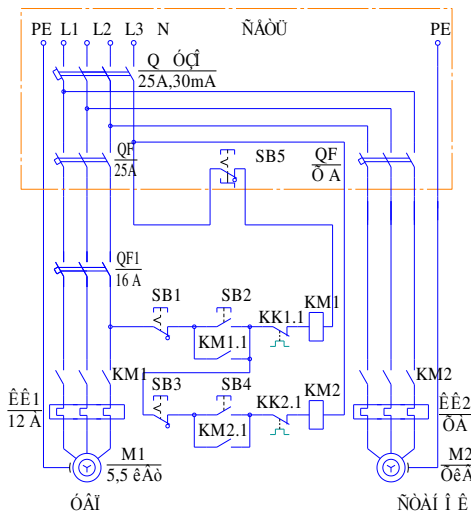 PE L1 L2 L3 N ÑÅÒÜ PE
Q ÓÇÎ
25A,30mA
SB5
QF
25A
QF
Õ A
QF1
16 A
SB1 SB2 KK1.1 KM1
KM1.1
KM1 SB3 SB4 KK2.1 KM2 KM2
KM2.1
ÊÊ1
12 A
ÊÊ2
ÕÀ
M1
5,5 êÂò
M2
ÕêÂ
ÓÂÏ
ÑÒÀÍ Î Ê